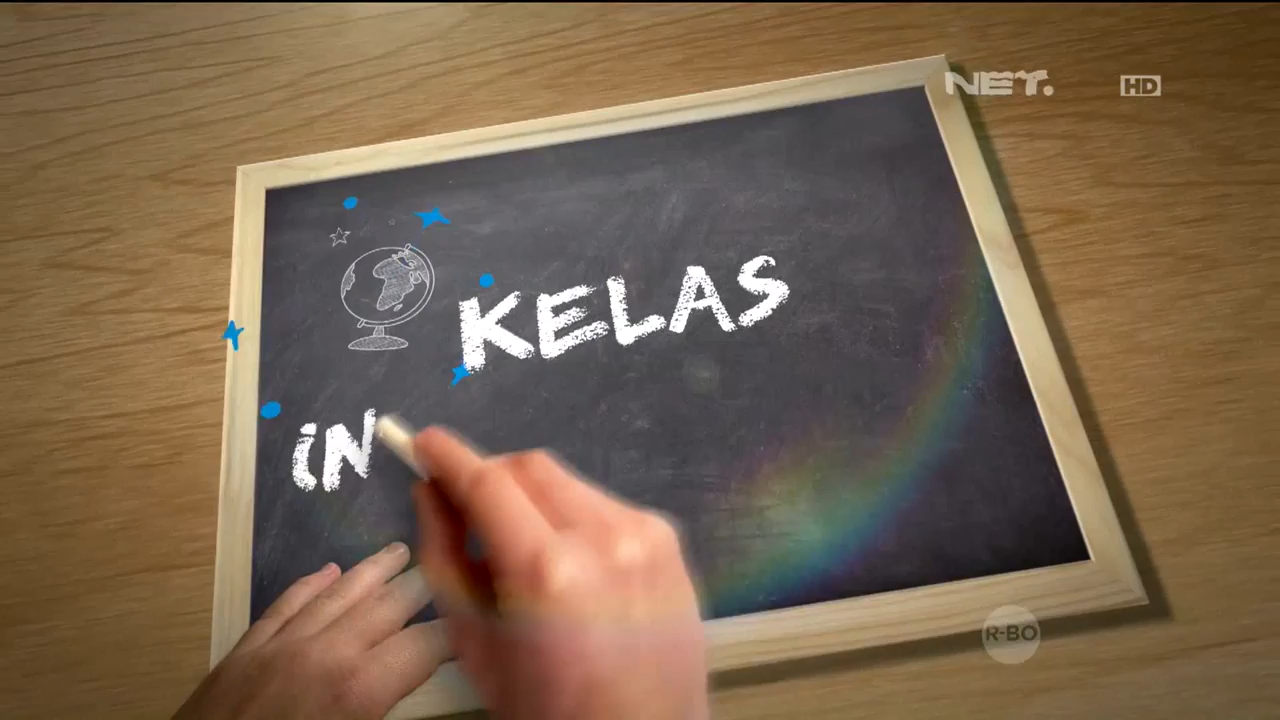 NET.
HD
KELAS
iN
R-BO